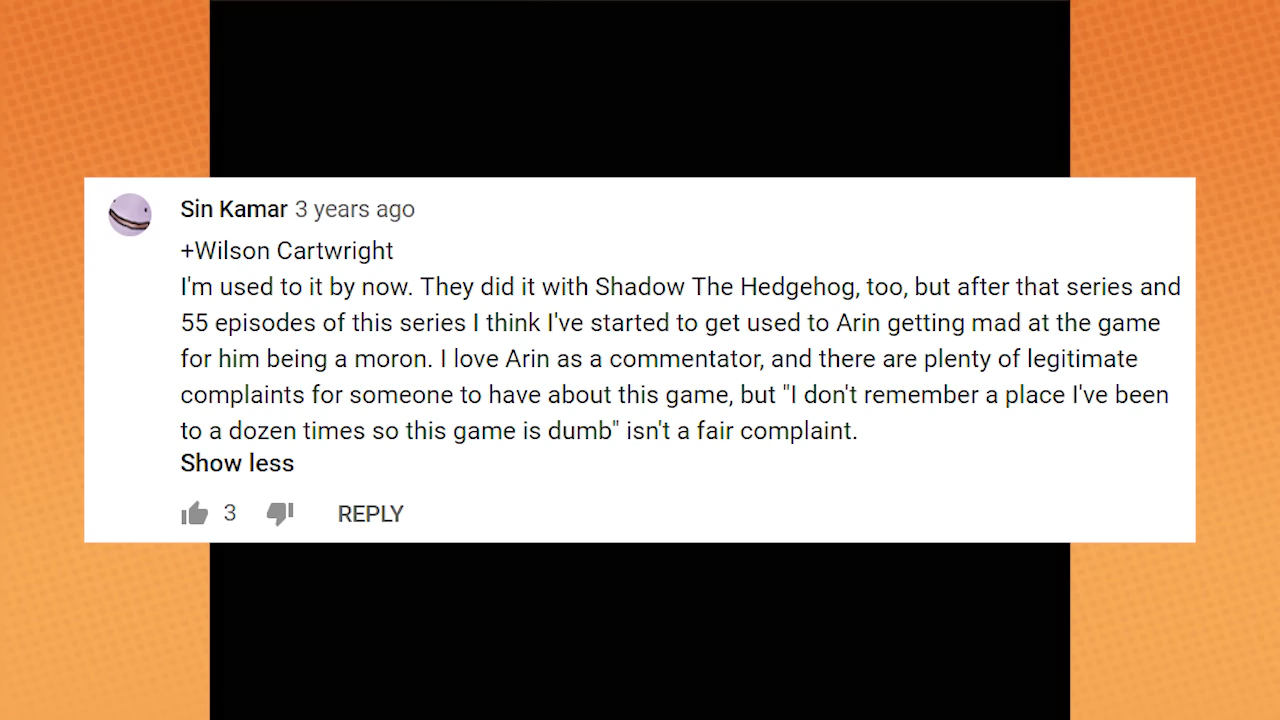 Sin Kamar 3 years ago
+Wilson Cartwright
I'm used to it by now. They did it with Shadow The Hedgehog, too, but after that series and
55 episodes of this series I think I've started to get used to Arin getting mad at the game
for him being a moron. I love Arin as a commentator, and there are plenty of legitimate
complaints for someone to have about this game, but "I don't remember a place I've been
to a dozen times so this game is dumb" isn't a fair complaint.
Show less
3 REPLY